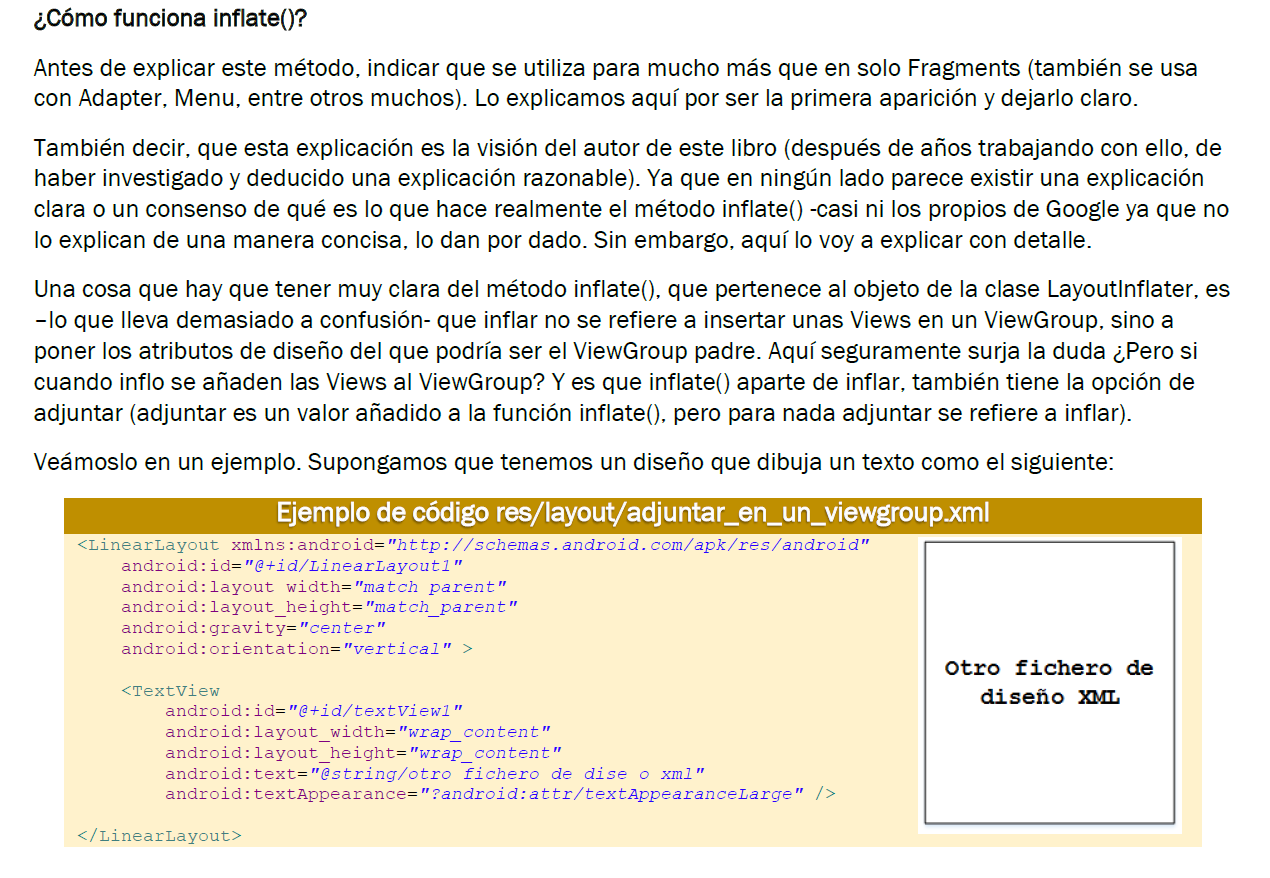 ¿Cómo funciona inflate()?
Antes de explicar este método, indicar que se utiliza para mucho más que en solo Fragments (también se usa
con Adapter, Menu, entre otros muchos). Lo explicamos aquí por ser la primera aparición y dejarlo claro.
También decir, que esta explicación es la visión del autor de este libro (después de años trabajando con ello, de
haber investigado y deducido una explicación razonable). Ya que en ningún lado parece existir una explicación
clara o un consenso de qué es lo que hace realmente el método inflate() -casi ni los propios de Google ya que no
lo explican de una manera concisa, lo dan por dado. Sin embargo, aquí lo voy a explicar con detalle.
Una cosa que hay que tener muy clara del método inflate(), que pertenece al objeto de la clase LayoutInflater, es
–lo que lleva demasiado a confusión- que inflar no se refiere a insertar unas Views en un ViewGroup, sino a
poner los atributos de diseño del que podría ser el ViewGroup padre. Aquí seguramente surja la duda ¿Pero si
cuando inflo se añaden las Views al ViewGroup? Y es que inflate() aparte de inflar, también tiene la opción de
adjuntar (adjuntar es un valor añadido a la función inflate(), pero para nada adjuntar se refiere a inflar).
Veámoslo en un ejemplo. Supongamos que tenemos un diseño que dibuja un texto como el siguiente:
Ejemplo de código res/layout/adjuntar_en_un_viewgroup.xml
<LinearLayout xmlns:android="http://schemas.android.com/apk/res/android"
    android:id="@+id/LinearLayout1"
    android:layout_width="match_parent"
    android:layout_height="match_parent"
    android:gravity="center"
    android:orientation="vertical" >
    <TextView
        android:id="@+id/textView1"
        android:layout_width="wrap_content"
        android:layout_height="wrap_content"
        android:text="@string/otro fichero de dise o xml"
        android:textAppearance="?android:attr/textAppearanceLarge" />
</LinearLayout>
Otro fichero de
diseño XML